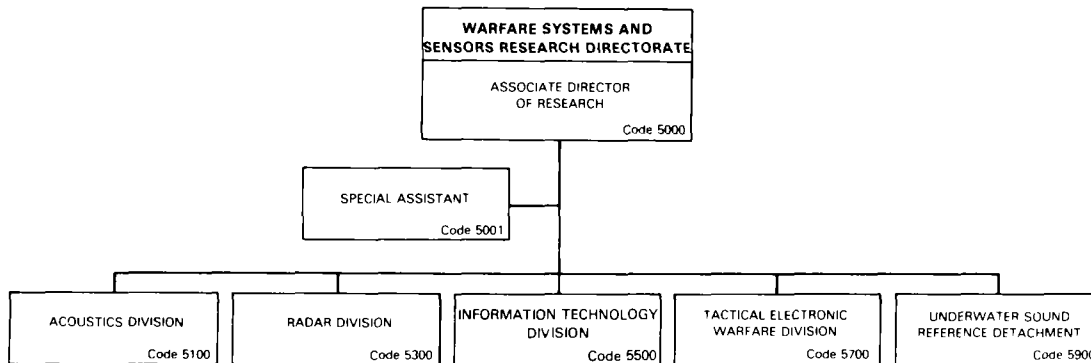 WARFARE SYSTEMS AND
SENSORS RESEARCH DIRECTORATE
ASSOCIATE DIRECTOR
OF RESEARCH
Code 5000
SPECIAL ASSISTANT
Code 5001
ACOUSTICS DIVISION
Code 5100
RADAR DIVISION
Code 5300
INFORMATION TECHNOLOGY
DIVISION
Code 5500
TACTICAL ELECTRONIC
WARFARE DIVISION
Code 5700
UNDERWATER SOUND
REFERENCE DETACHMENT
Code 5900